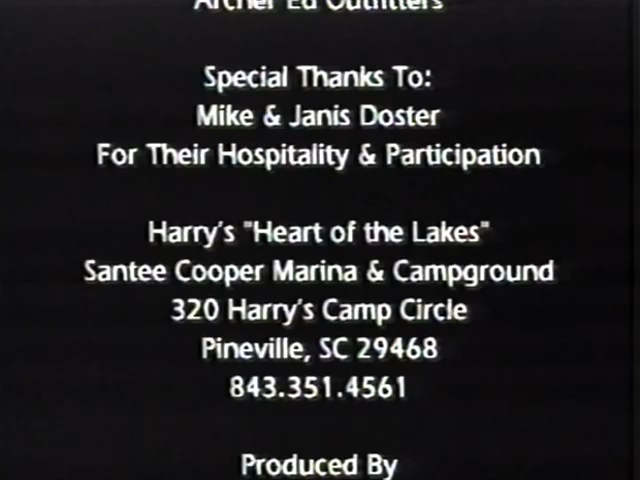 Archer Ed Outfitters
Special Thanks To:
Mike & Janis Doster
For Their Hospitality & Participation
Harry's "Heart of the Lakes"
Santee Cooper Marina & Campground
320 Harry's Camp Circle
Pineville, SC 29468
843.351.4561
Produced By